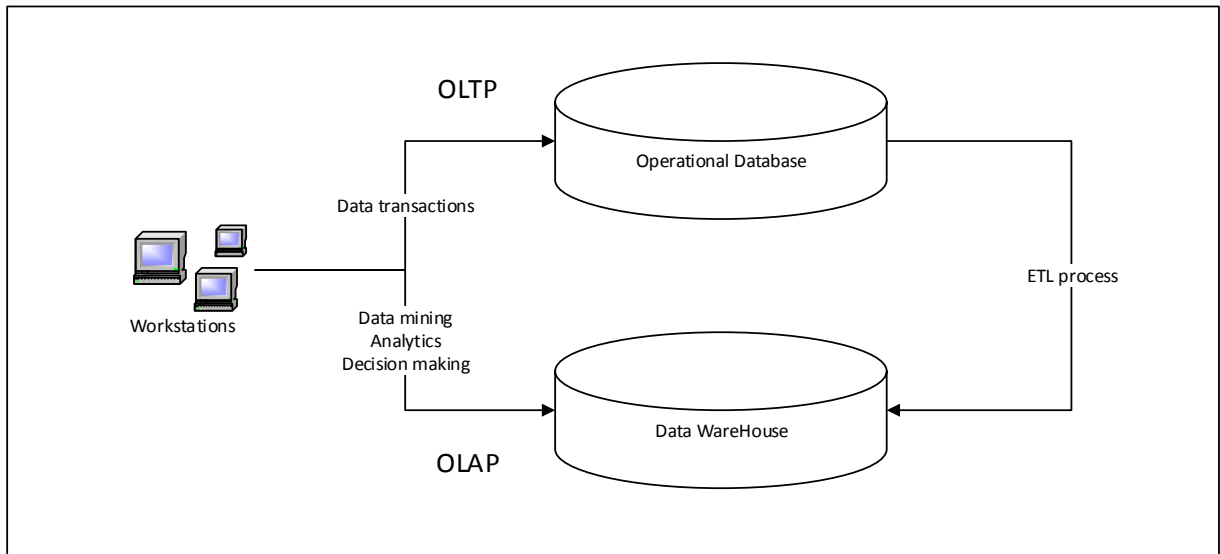 OLTP
Operational Database
Data transactions
ETL process
Workstations
Data mining
Analytics
Decision making
Data WareHouse
OLAP